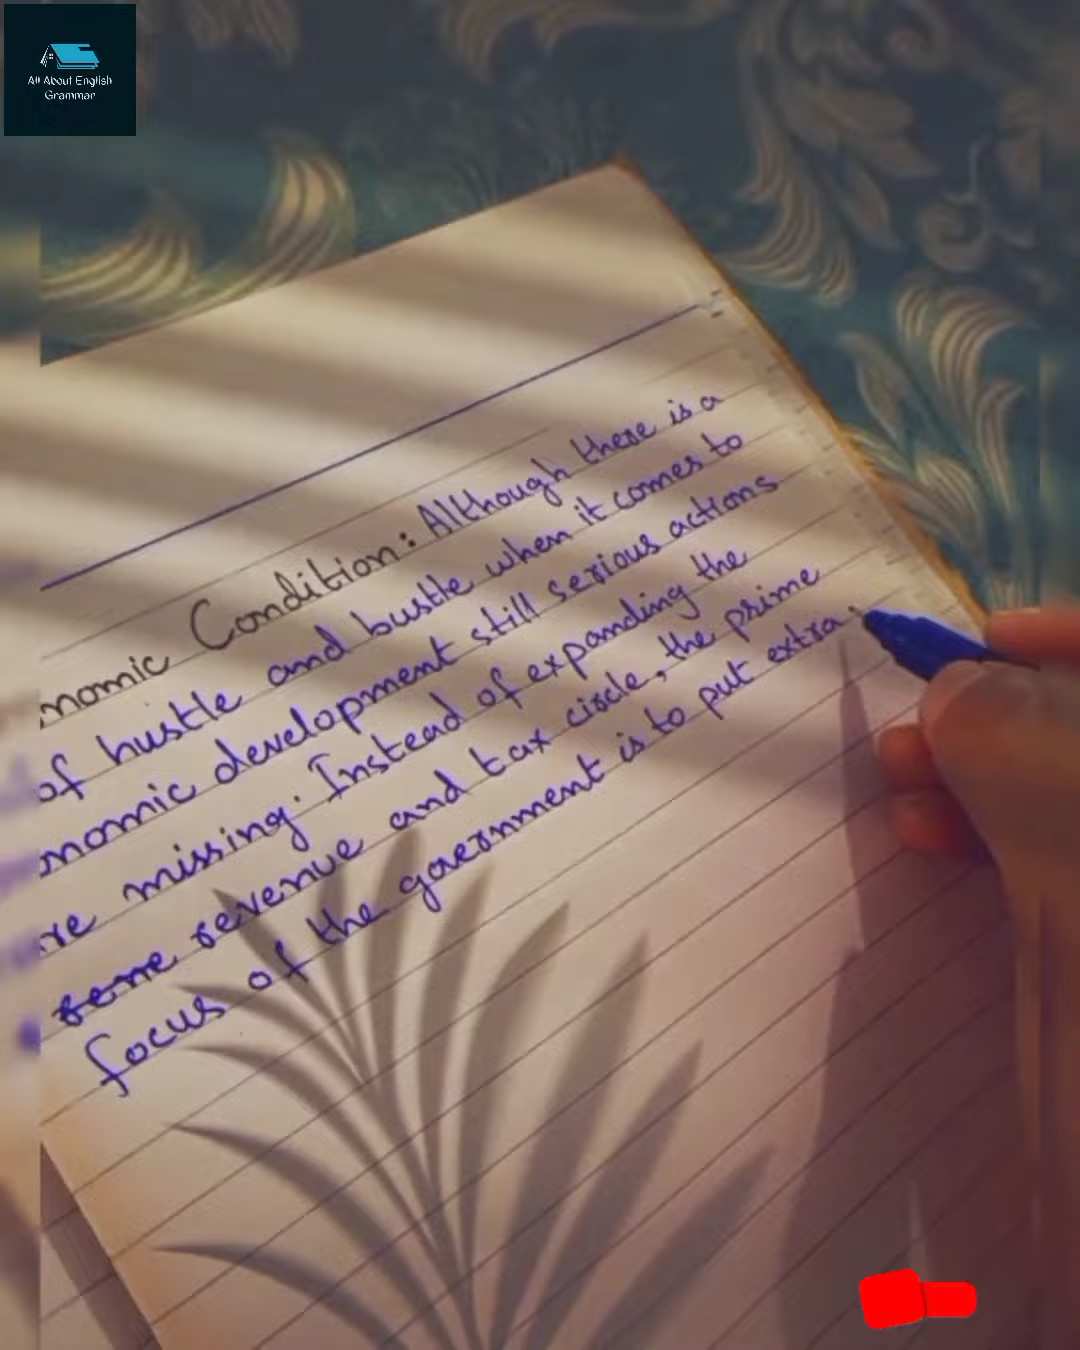 All About English
Grammar
nomic Condition: Although there is a
of hustle and bustle when it comes to
nomic development still serious actions
re missing. Instead of expanding the
revenue and tax circle, the prime
focus of the government is to put extra